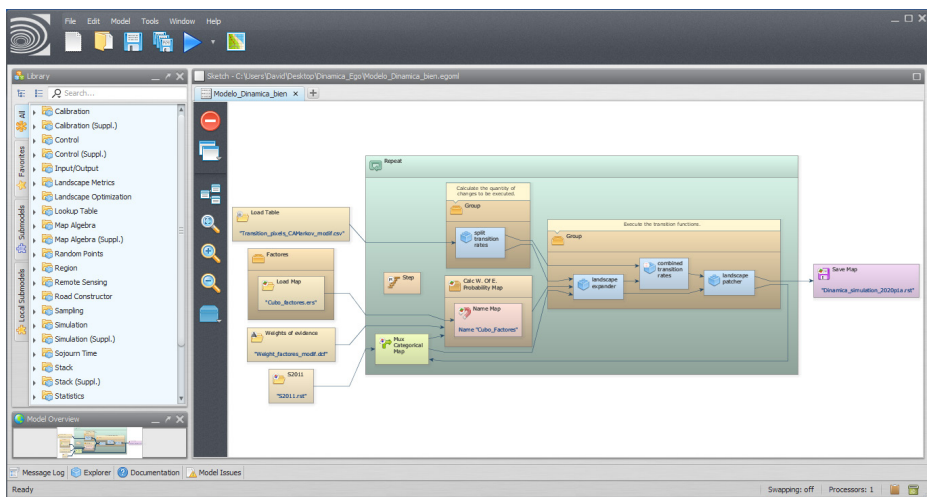 File Edit Model Tools Window Help
Library
Search...
All
Favorites
Submodels
Local Submodels
Calibration
Calibration (Suppl.)
Control
Control (Suppl.)
Input/Output
Landscape Metrics
Landscape Optimization
Lookup Table
Map Algebra
Map Algebra (Suppl.)
Random Points
Region
Remote Sensing
Road Constructor
Sampling
Simulation
Simulation (Suppl.)
Sojourn Time
Stack
Stack (Suppl.)
Statistics
Model Overview
Sketch - C:\Users\David\Desktop\Dinamica_Ego\Modelo_Dinamica_bien.egoml
Modelo_Dinamica_bien
Repeat
Calculate the quantity of
changes to be executed.
Group
split
transition
rates
Load Table
"Transition_pixels_CAMarkov_modif.csv"
Factores
Load Map
"Cubo_factores.ers"
Step
Calc W. Of E.
Probability Map
Name Map
Name "Cubo_Factores"
Weights of evidence
"Weight_factores_modif.dcf"
Mux
Categorical
Map
S2011
"S2011.rst"
Execute the transition functions.
Group
landscape
expander
combined
transition
rates
landscape
patcher
Save Map
"Dinamica_simulation_2020pLe.rst"
Message Log Explorer Documentation Model Issues
Ready
Swapping: off Processors: 1